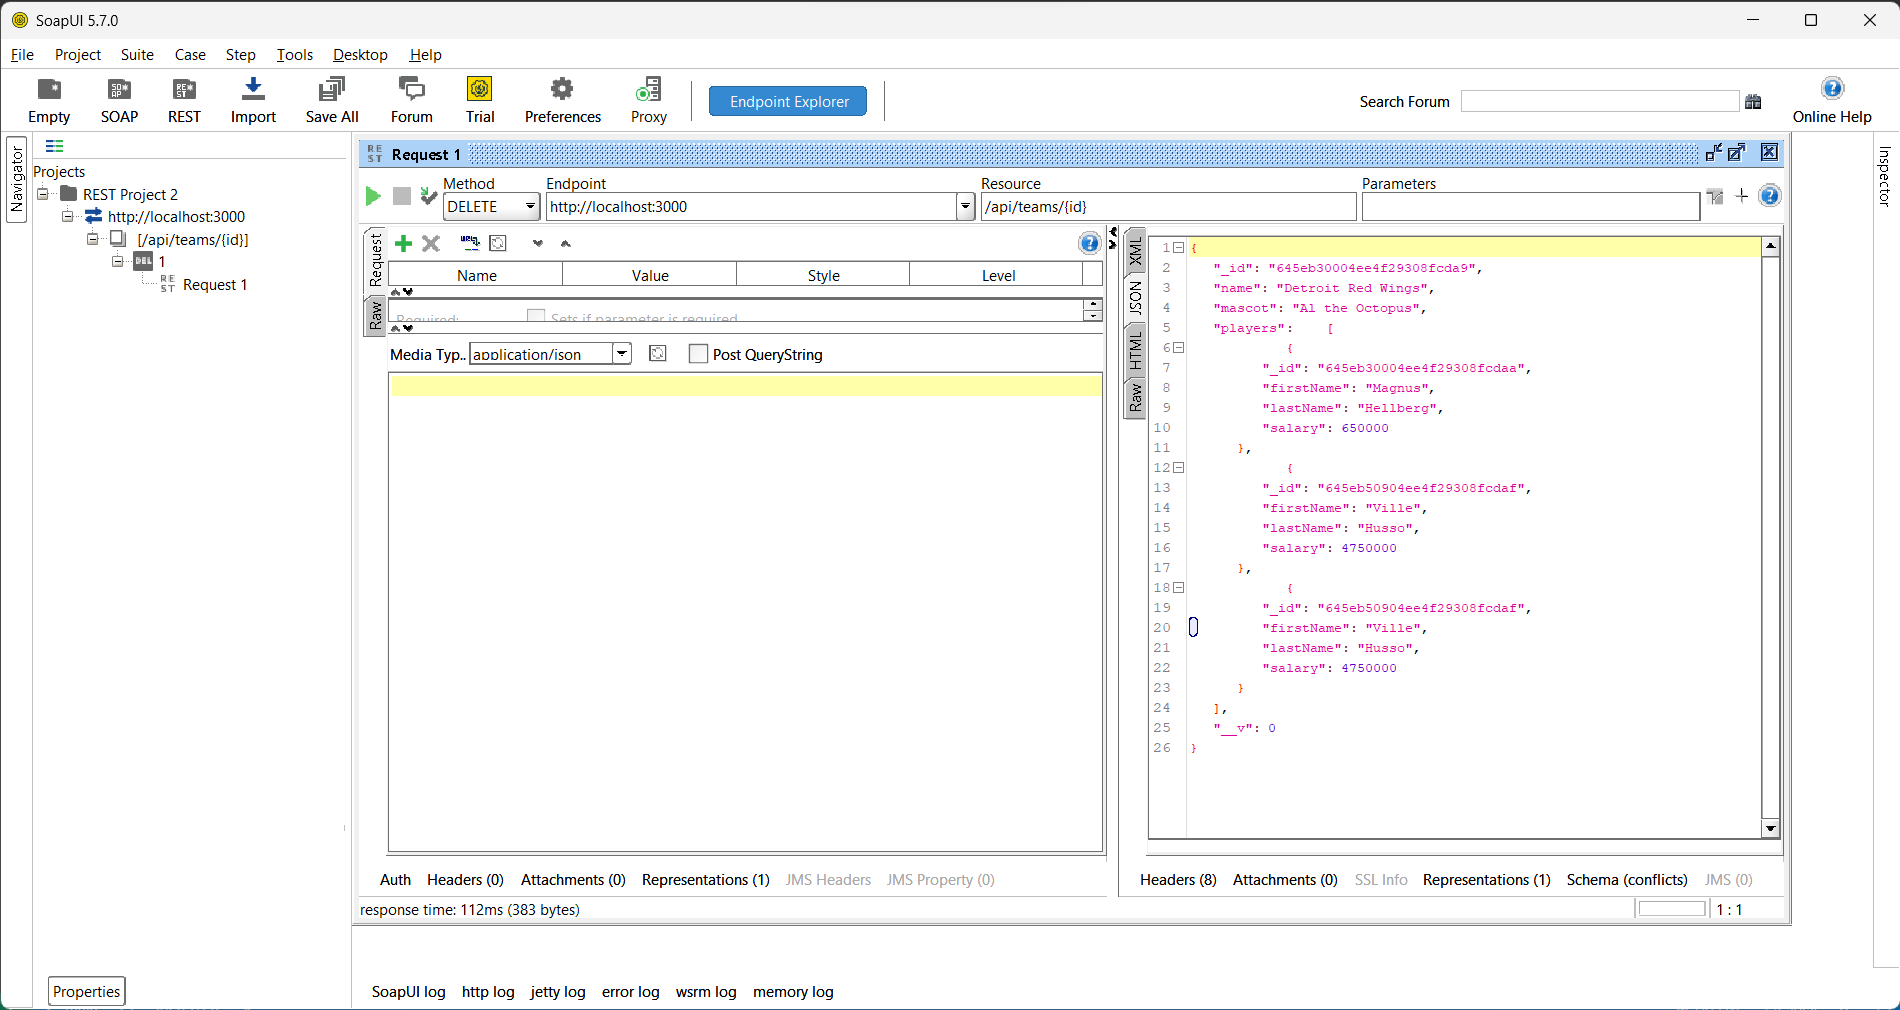 SoapUI 5.7.0
File Project Suite Case Step Tools Desktop Help
Empty SOAP REST Import Save All Forum Trial Preferences Proxy Endpoint Explorer Search Forum Online Help
Navigator
Projects
REST Project 2
http://localhost:3000
[/api/teams/{id}]
DEL 1
REST Request 1
Properties
REST Request 1
Method Endpoint Resource Parameters
DELETE http://localhost:3000 /api/teams/{id}
Request
Raw
Name Value Style Level
Required: Sets if parameter is required
Media Typ.. application/json Post QueryString
XML
JSON
HTML
Raw
1 {
2 "_id": "645eb30004ee4f29308fcda9",
3 "name": "Detroit Red Wings",
4 "mascot": "Al the Octopus",
5 "players": [
6 {
7 "_id": "645eb30004ee4f29308fcdaa",
8 "firstName": "Magnus",
9 "lastName": "Hellberg",
10 "salary": 650000
11 },
12 {
13 "_id": "645eb50904ee4f29308fcdaf",
14 "firstName": "Ville",
15 "lastName": "Husso",
16 "salary": 4750000
17 },
18 {
19 "_id": "645eb50904ee4f29308fcdaf",
20 "firstName": "Ville",
21 "lastName": "Husso",
22 "salary": 4750000
23 }
24 ],
25 "__v": 0
26 }
Auth Headers (0) Attachments (0) Representations (1) JMS Headers JMS Property (0)
Headers (8) Attachments (0) SSL Info Representations (1) Schema (conflicts) JMS (0)
response time: 112ms (383 bytes)
1 : 1
SoapUI log http log jetty log error log wsrm log memory log
Inspector